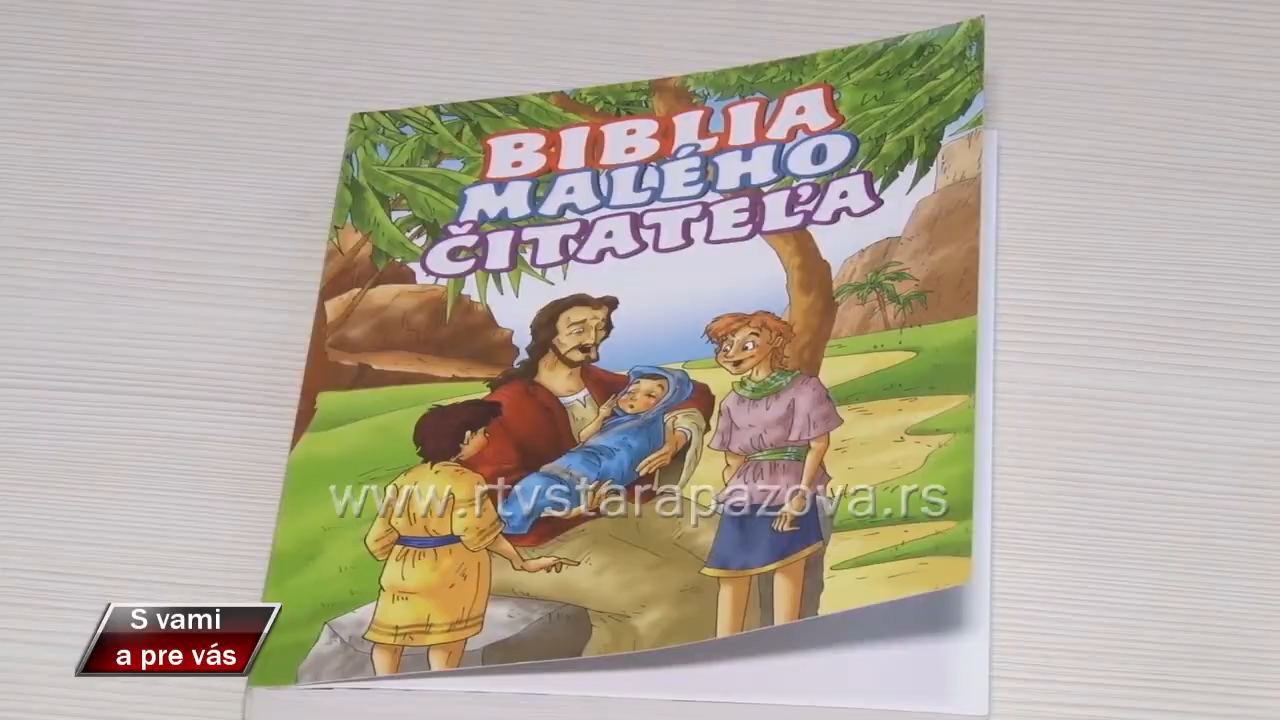 BIBLIA
MALÉHO
ČITATEĽA
www.rtvstarapazova.rs
S vami
a pre vás